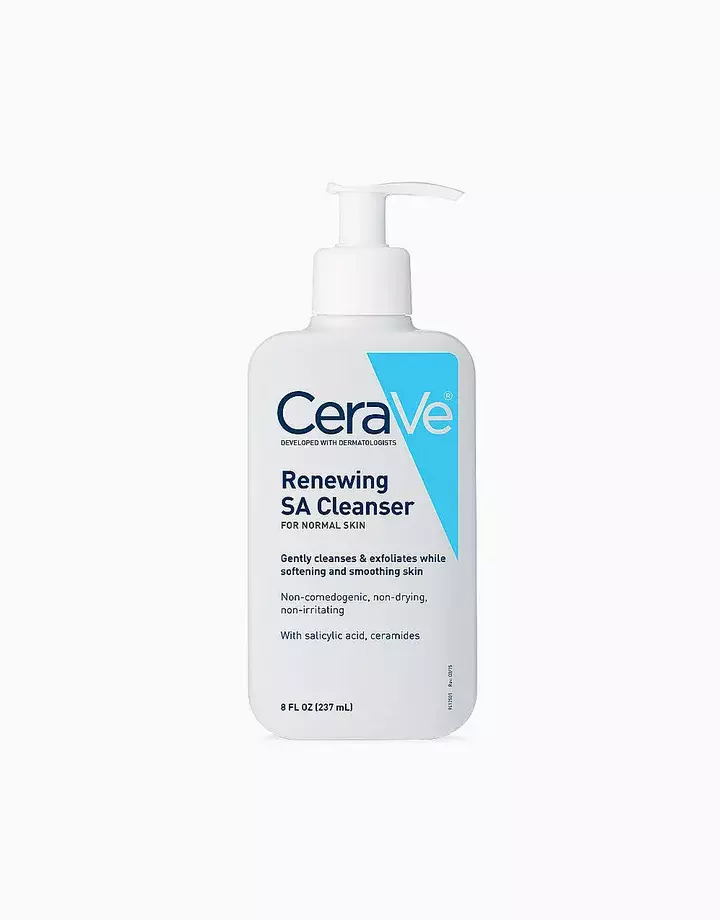 CeraVe®
DEVELOPED WITH DERMATOLOGISTS
Renewing
SA Cleanser
FOR NORMAL SKIN
Gently cleanses & exfoliates while
softening and smoothing skin
Non-comedogenic, non-drying,
non-irritating
With salicylic acid, ceramides
8 FL OZ (237 mL)